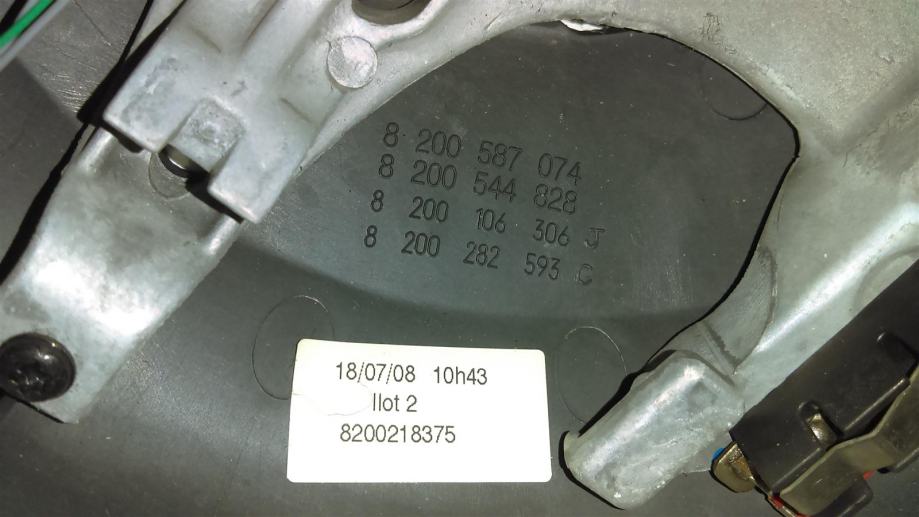 8 200 587 074
8 200 544 828
8 200 106 306 J
8 200 282 593 C
18/07/08 10h43
Ilot 2
8200218375